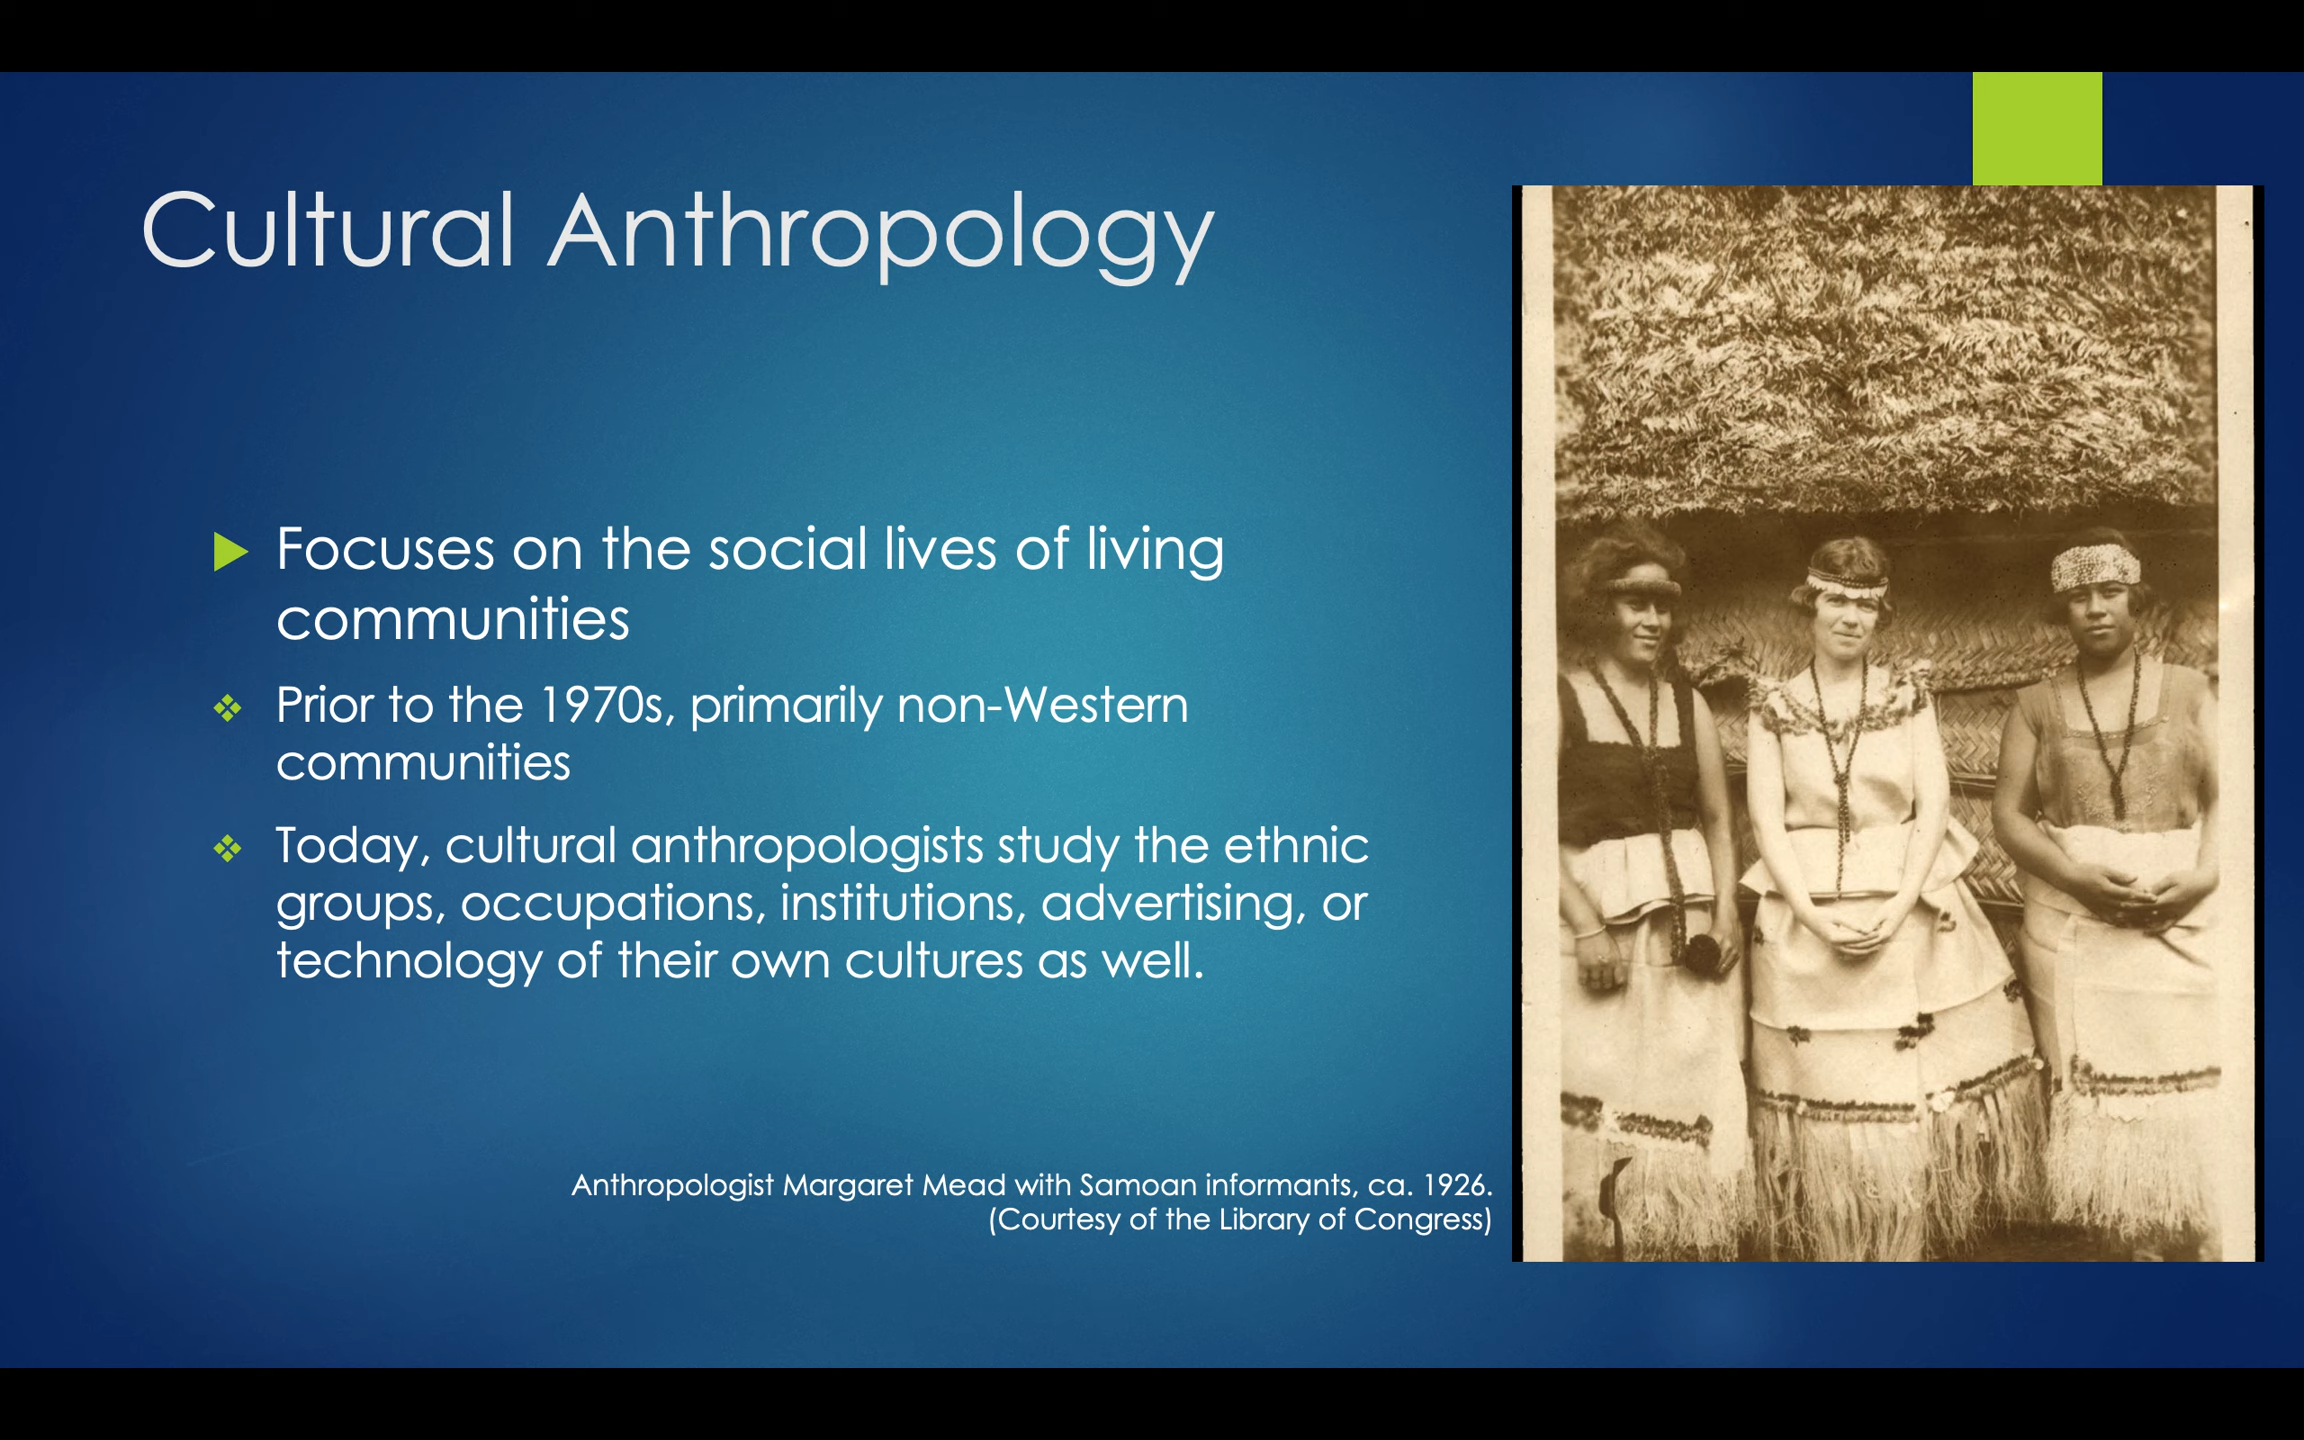 Cultural Anthropology
Focuses on the social lives of living
communities
Prior to the 1970s, primarily non-Western
communities
Today, cultural anthropologists study the ethnic
groups, occupations, institutions, advertising, or
technology of their own cultures as well.
Anthropologist Margaret Mead with Samoan informants, ca. 1926.
(Courtesy of the Library of Congress)